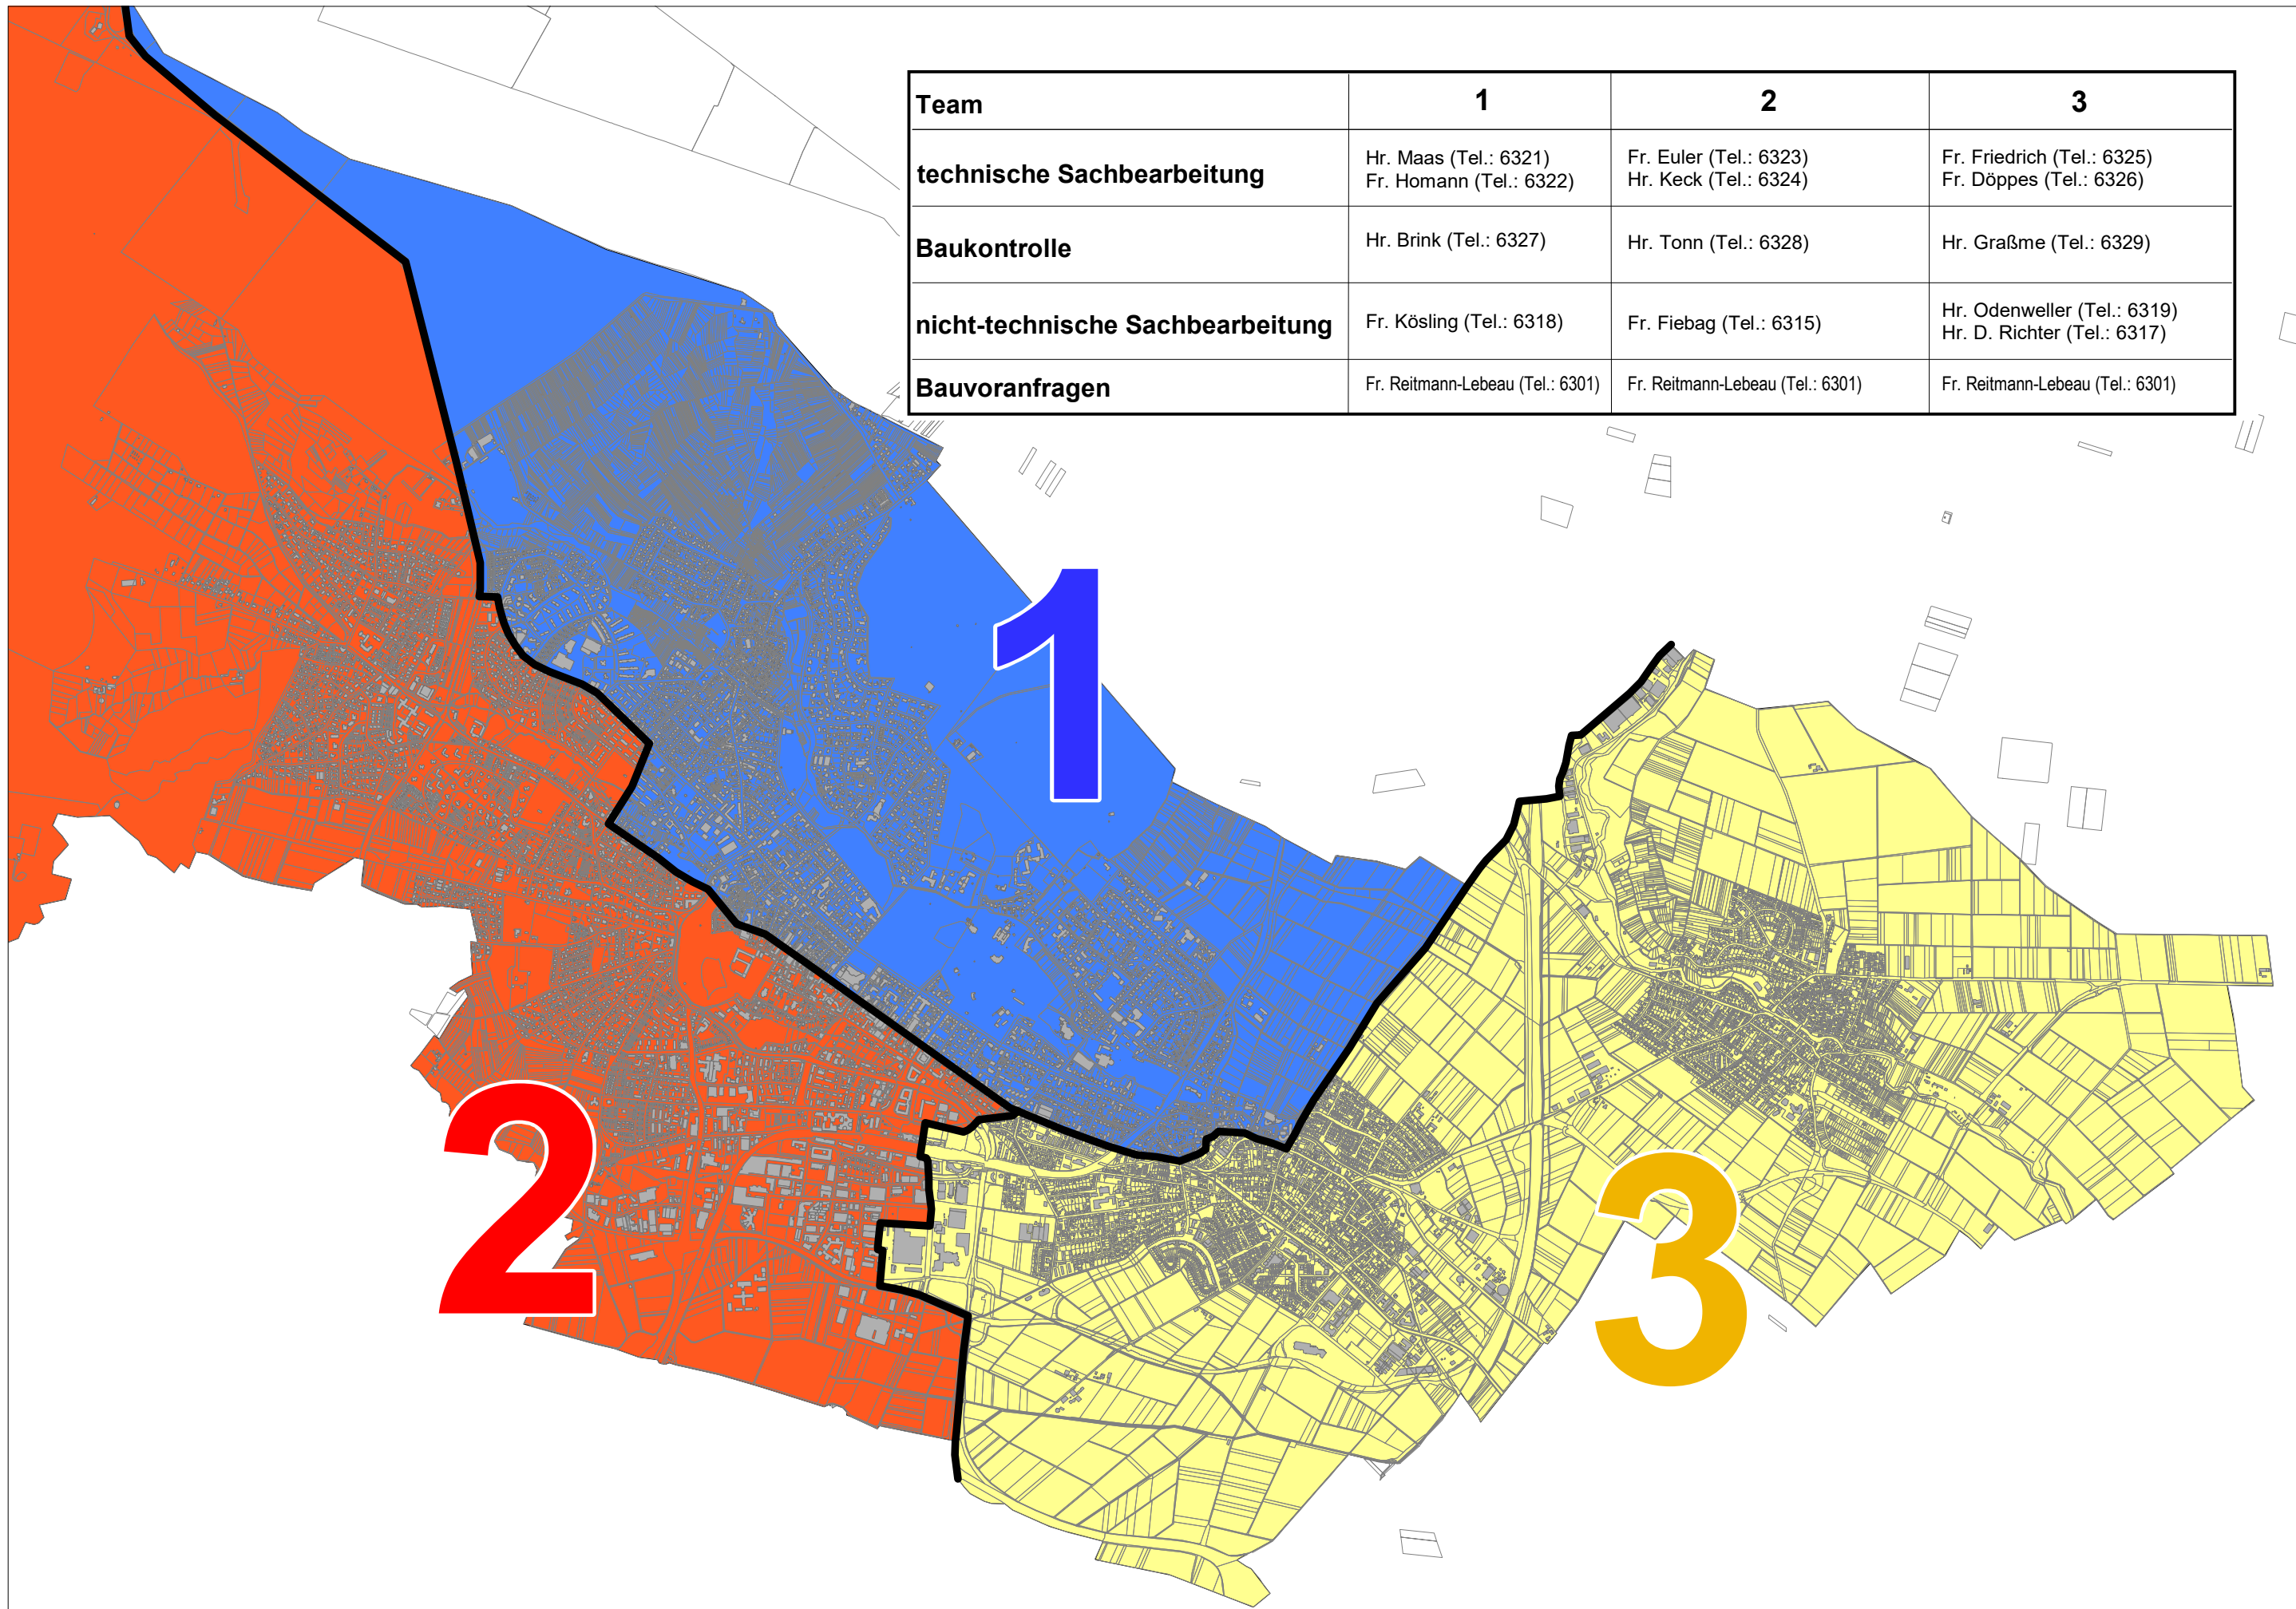 Team 1 2 3
technische Sachbearbeitung
Hr. Maas (Tel.: 6321)
Fr. Homann (Tel.: 6322)
Fr. Euler (Tel.: 6323)
Hr. Keck (Tel.: 6324)
Fr. Friedrich (Tel.: 6325)
Fr. Döppes (Tel.: 6326)
Baukontrolle
Hr. Brink (Tel.: 6327)
Hr. Tonn (Tel.: 6328)
Hr. Graßme (Tel.: 6329)
nicht-technische Sachbearbeitung
Fr. Kösling (Tel.: 6318)
Fr. Fiebag (Tel.: 6315)
Hr. Odenweller (Tel.: 6319)
Hr. D. Richter (Tel.: 6317)
Bauvoranfragen
Fr. Reitmann-Lebeau (Tel.: 6301)
Fr. Reitmann-Lebeau (Tel.: 6301)
Fr. Reitmann-Lebeau (Tel.: 6301)
1
2
3